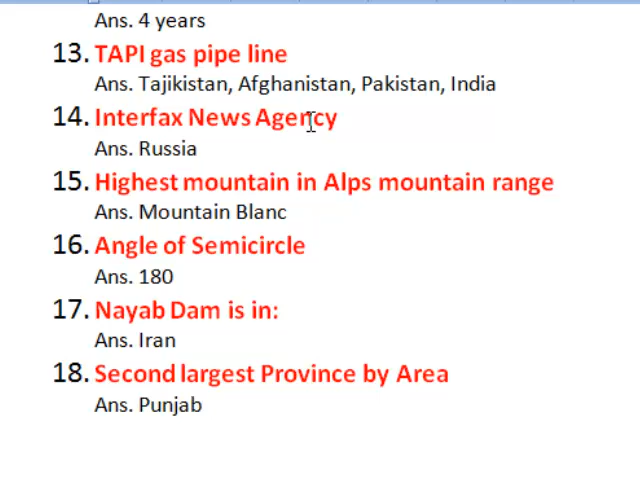 Ans. 4 years
13. TAPI gas pipe line
Ans. Tajikistan, Afghanistan, Pakistan, India
14. Interfax News Agency
Ans. Russia
15. Highest mountain in Alps mountain range
Ans. Mountain Blanc
16. Angle of Semicircle
Ans. 180
17. Nayab Dam is in:
Ans. Iran
18. Second largest Province by Area
Ans. Punjab